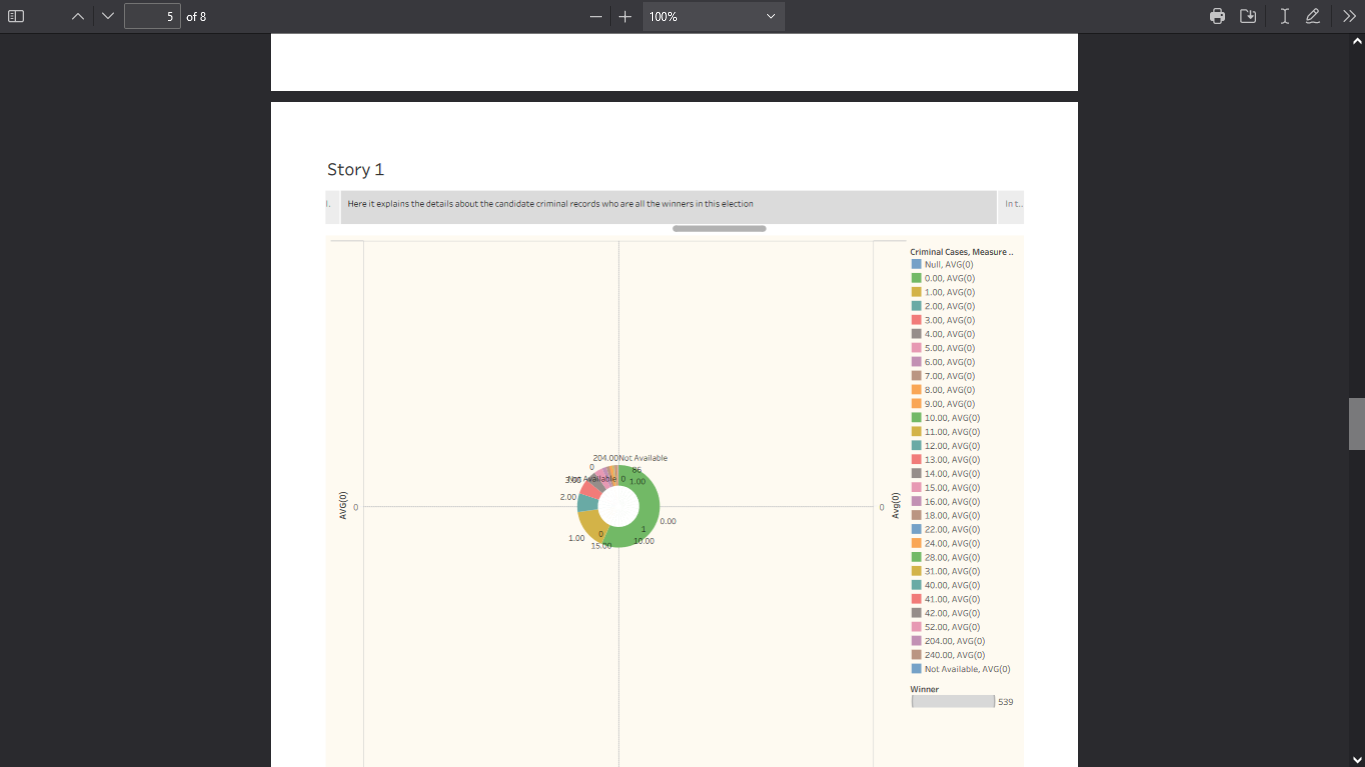 5 of 8
100%
Story 1
l.
Here it explains the details about the candidate criminal records who are all the winners in this election
In t..
Criminal Cases, Measure ..
Null, AVG(0)
0.00, AVG(0)
1.00, AVG(0)
2.00, AVG(0)
3.00, AVG(0)
4.00, AVG(0)
5.00, AVG(0)
6.00, AVG(0)
7.00, AVG(0)
8.00, AVG(0)
9.00, AVG(0)
10.00, AVG(0)
11.00, AVG(0)
12.00, AVG(0)
13.00, AVG(0)
14.00, AVG(0)
15.00, AVG(0)
16.00, AVG(0)
18.00, AVG(0)
22.00, AVG(0)
24.00, AVG(0)
28.00, AVG(0)
31.00, AVG(0)
40.00, AVG(0)
41.00, AVG(0)
42.00, AVG(0)
52.00, AVG(0)
204.00, AVG(0)
240.00, AVG(0)
Not Available, AVG(0)
Winner
539
204.00 Not Available
0
86
3.00
Not Available
0
1.00
2.00
0.00
1
1.00
0
10.00
15.00
AVG(0)
0
0
Avg(0)